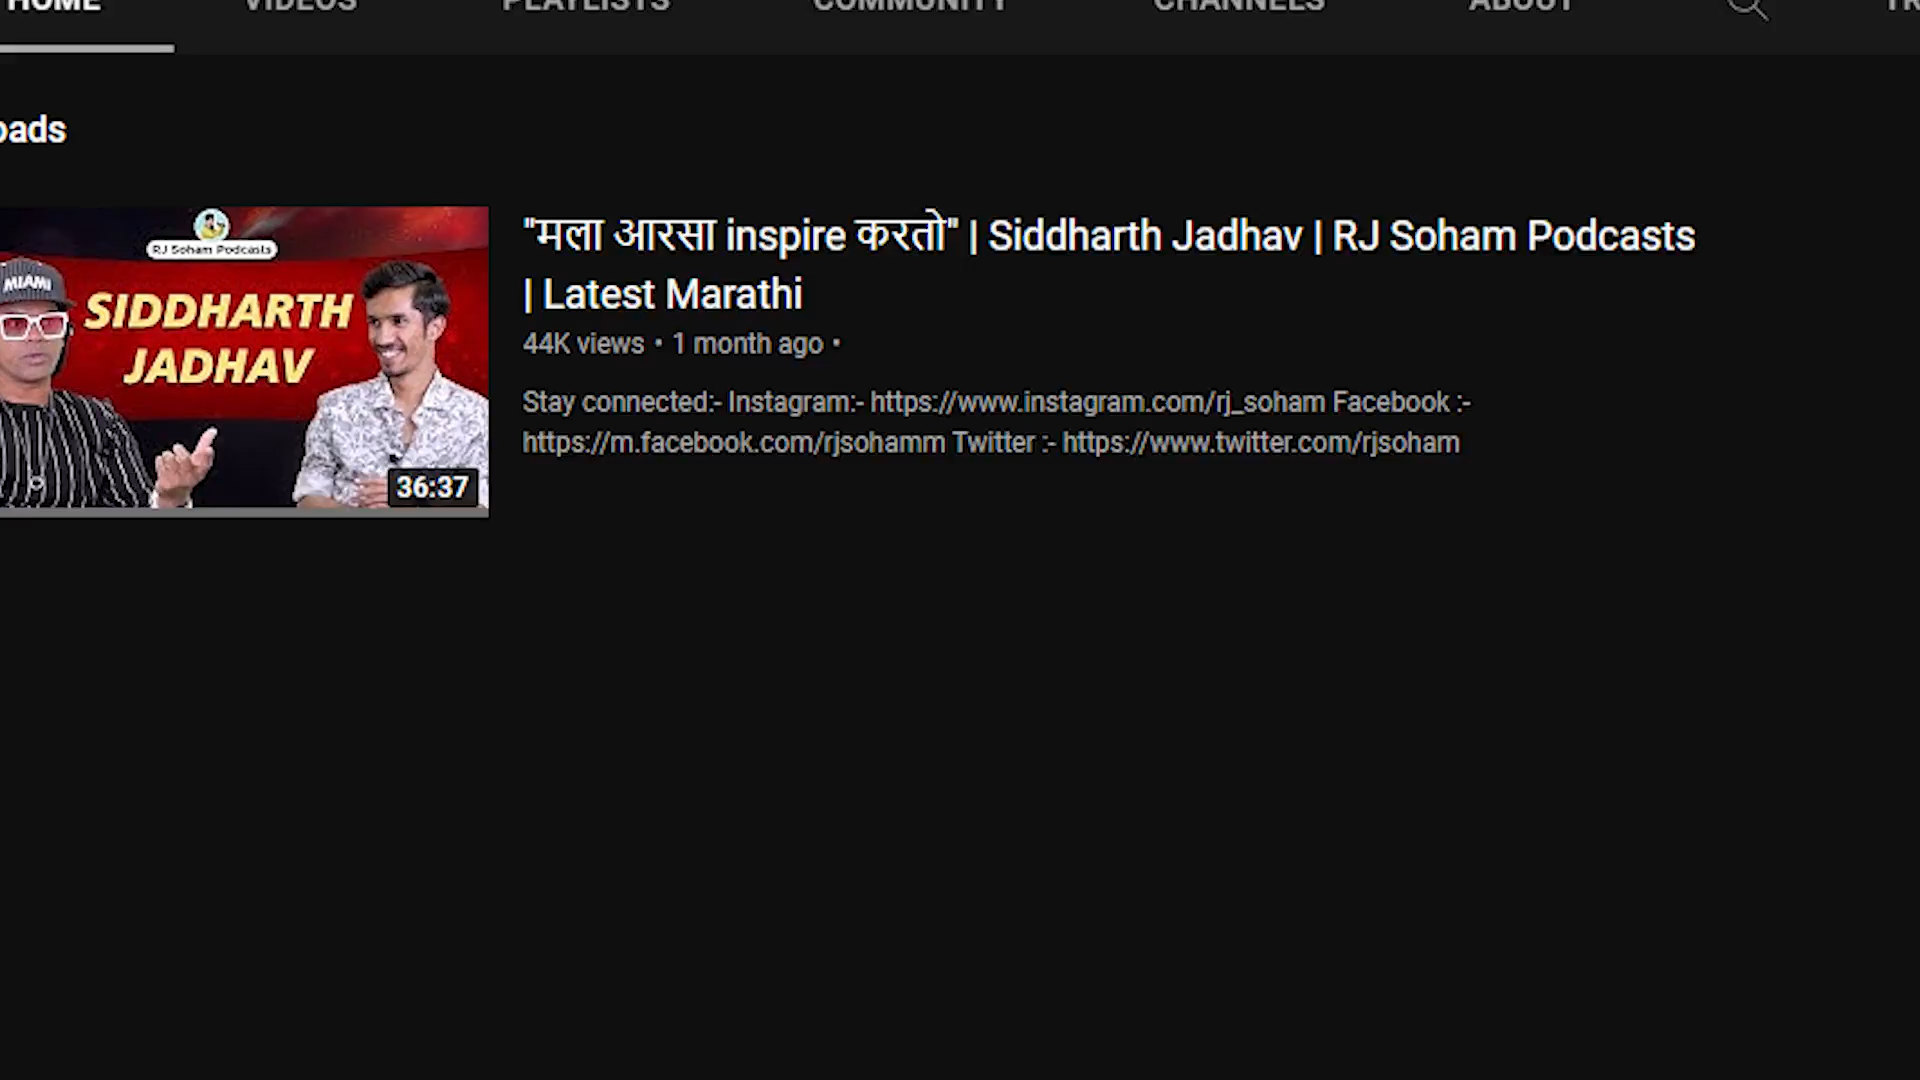 HOME VIDEOS PLAYLISTS COMMUNITY CHANNELS ABOUT
"मला आरसा inspire करतो" | Siddharth Jadhav | RJ Soham Podcasts
| Latest Marathi
44K views • 1 month ago •
Stay connected:- Instagram:- https://www.instagram.com/rj_soham Facebook :-
https://m.facebook.com/rjsohamm Twitter :- https://www.twitter.com/rjsoham
RJ Soham Podcasts
MIAMI
SIDDHARTH
JADHAV
36:37